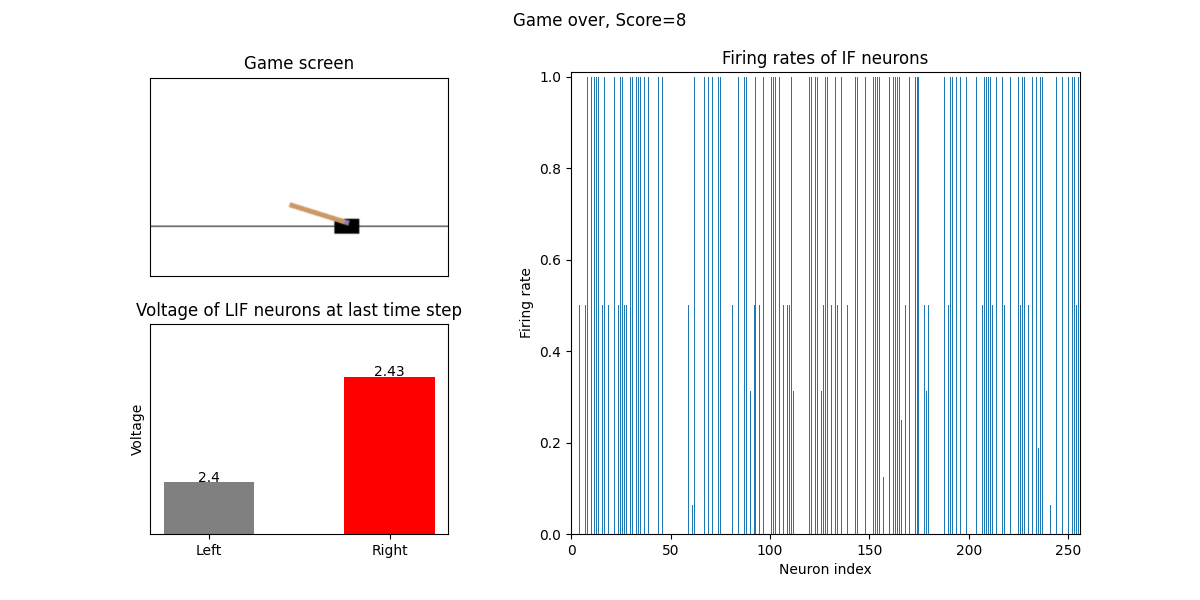 Game over, Score=8
Game screen
Voltage of LIF neurons at last time step
Voltage
2.4
2.43
Left
Right
Firing rates of IF neurons
Firing rate
1.0
0.8
0.6
0.4
0.2
0.0
0
50
100
150
200
250
Neuron index